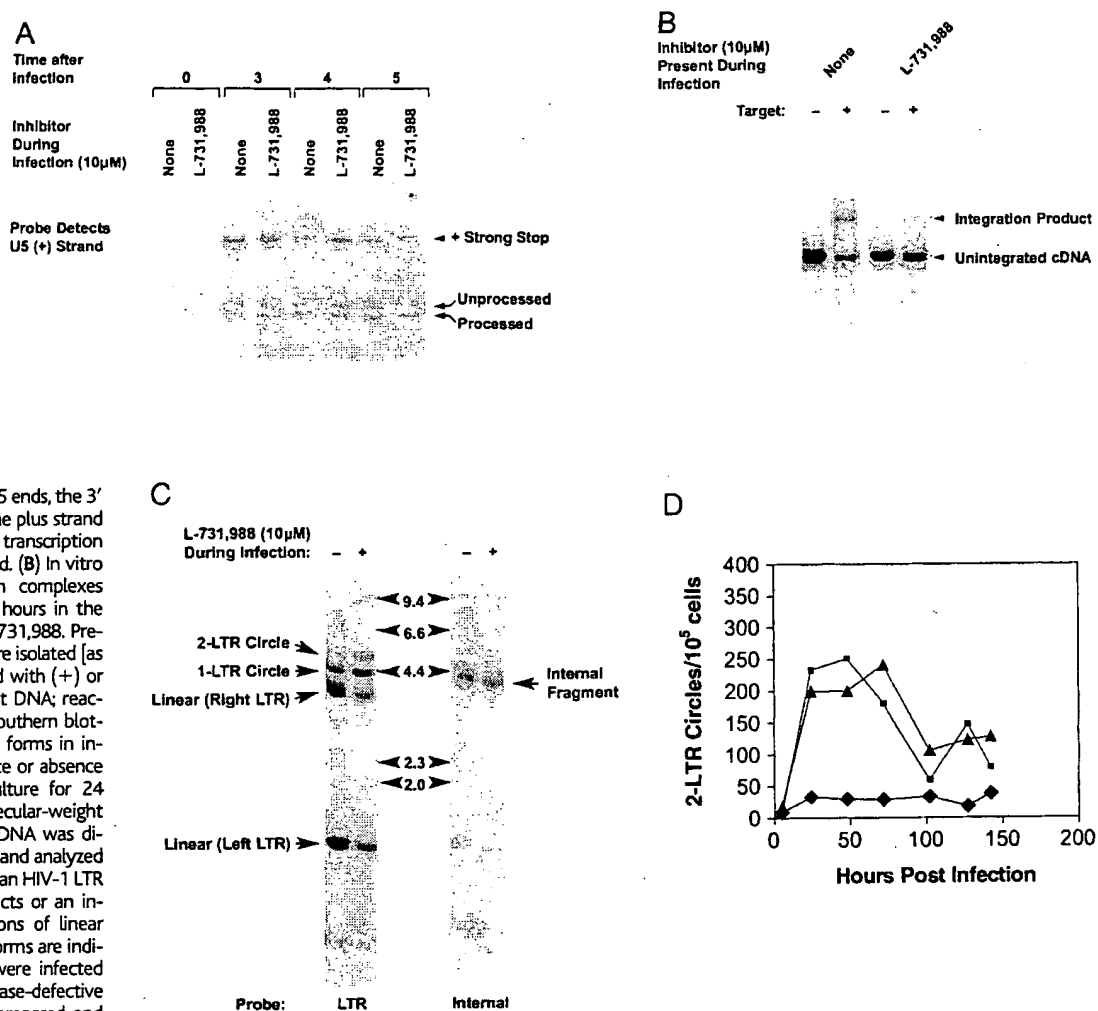 A
Time after
Infection
0 3 4 5
Inhibitor
During
Infection (10µM)
None
L-731,988
None
L-731,988
None
L-731,988
None
L-731,988
Probe Detects
U5 (+) Strand
+ Strong Stop
Unprocessed
Processed
B
Inhibitor (10µM)
Present During
Infection
None
L-731,988
Target: – + – +
Integration Product
Unintegrated cDNA
5 ends, the 3′
e plus strand
transcription
d. (B) In vitro
complexes
hours in the
731,988. Pre-
re isolated [as
d with (+) or
t DNA; reac-
outhern blot-
forms in in-
ce or absence
ulture for 24
ecular-weight
DNA was di-
and analyzed
an HIV-1 LTR
cts or an in-
ons of linear
orms are indi-
were infected
ase-defective
C
L-731,988 (10µM)
During Infection: – + – +
9.4
6.6
2-LTR Circle
1-LTR Circle
4.4
Linear (Right LTR)
Internal
Fragment
2.3
2.0
Linear (Left LTR)
Probe: LTR Internal
D
2-LTR Circles/10⁵ cells
400
350
300
250
200
150
100
50
0
0 50 100 150 200
Hours Post Infection